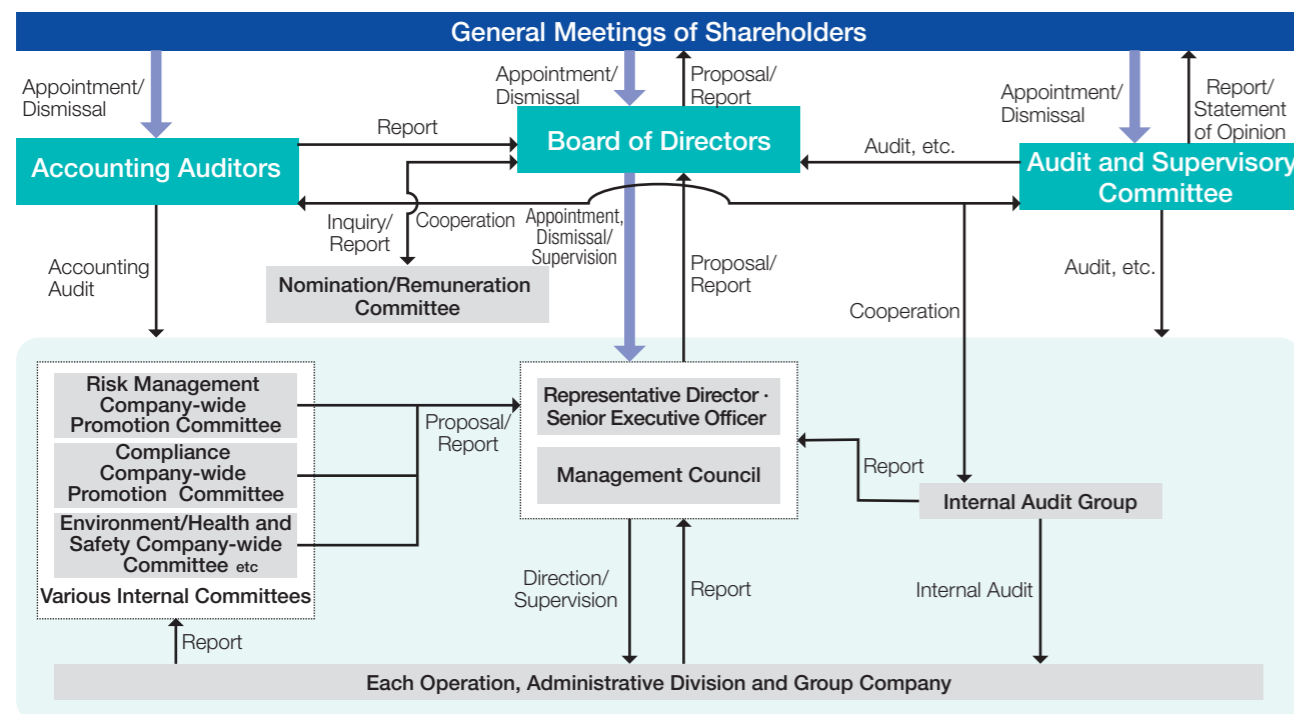 General Meetings of Shareholders
Appointment/
Dismissal
Appointment/
Dismissal
Proposal/
Report
Appointment/
Dismissal
Report/
Statement
of Opinion
Accounting Auditors
Report
Board of Directors
Audit, etc.
Audit and Supervisory
Committee
Inquiry/
Report
Cooperation
Appointment,
Dismissal/
Supervision
Proposal/
Report
Accounting
Audit
Nomination/Remuneration
Committee
Cooperation
Audit, etc.
Risk Management
Company-wide
Promotion Committee
Compliance
Company-wide
Promotion Committee
Environment/Health and
Safety Company-wide
Committee etc
Various Internal Committees
Proposal/
Report
Representative Director ·
Senior Executive Officer
Management Council
Report
Internal Audit Group
Direction/
Supervision
Report
Internal Audit
Report
Each Operation, Administrative Division and Group Company